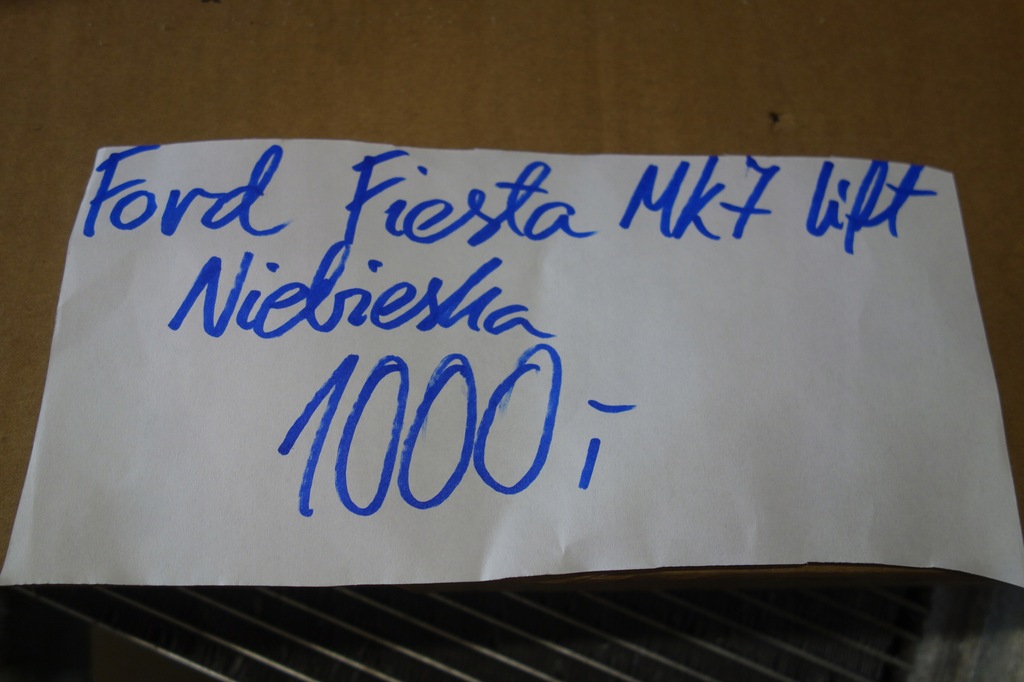 Ford Fiesta Mk7 lift
Niebieska
1000,-